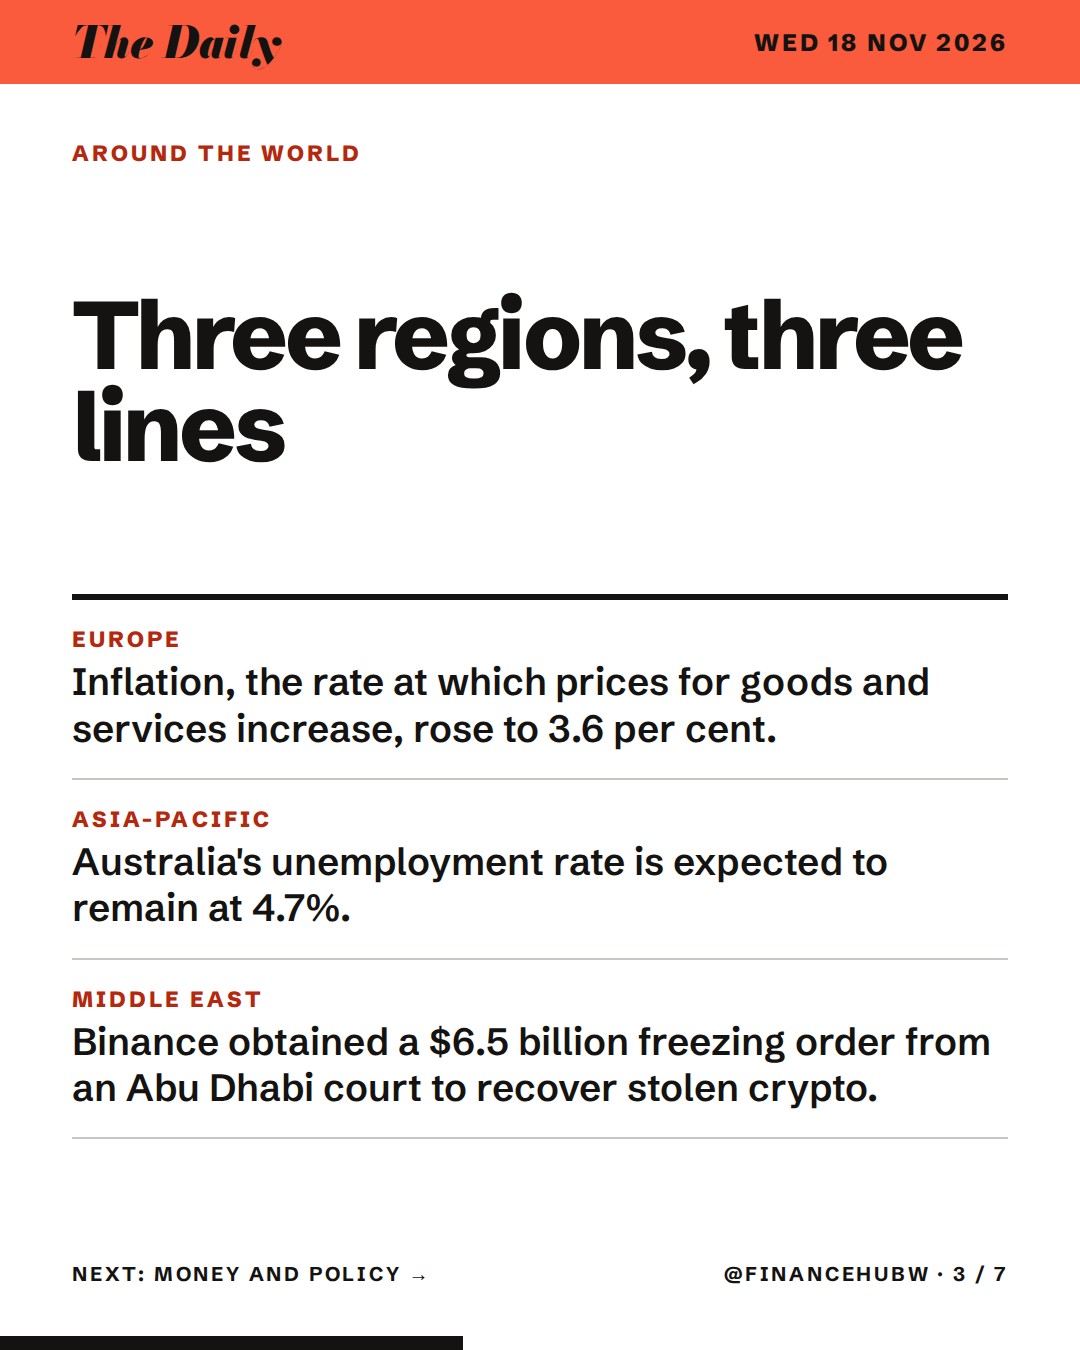 The Daily
WED 18 NOV 2026
AROUND THE WORLD
Three regions, three
lines
EUROPE
Inflation, the rate at which prices for goods and
services increase, rose to 3.6 per cent.
ASIA-PACIFIC
Australia's unemployment rate is expected to
remain at 4.7%.
MIDDLE EAST
Binance obtained a $6.5 billion freezing order from
an Abu Dhabi court to recover stolen crypto.
NEXT: MONEY AND POLICY →
@FINANCEHUBW · 3 / 7